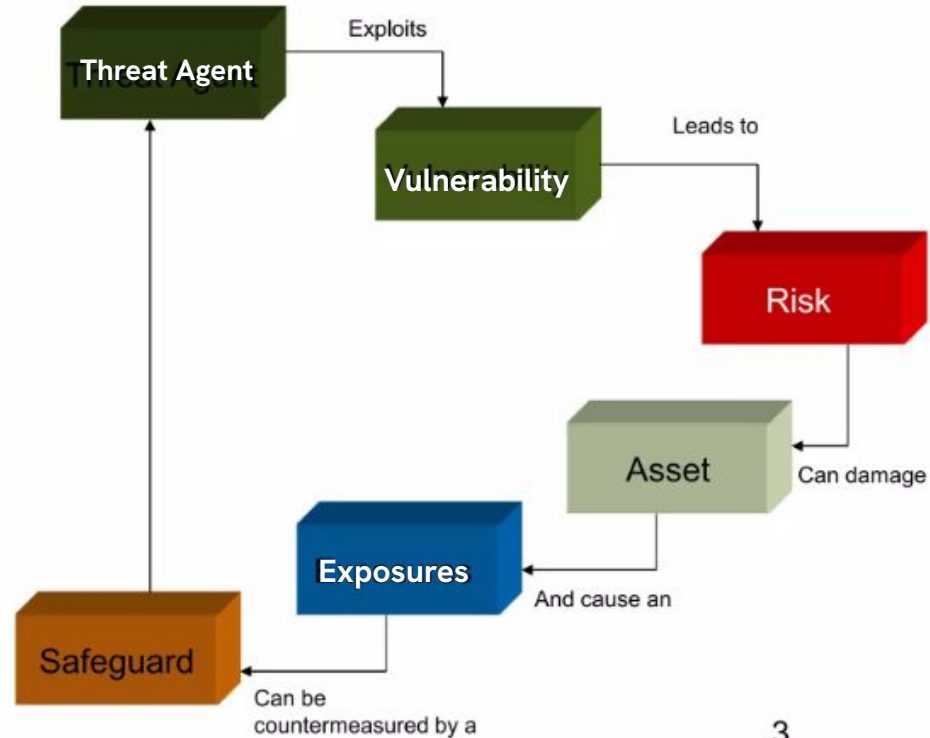 Exploits
Threat Agent
Leads to
Vulnerability
Risk
Asset
Can damage
Exposures
And cause an
Safeguard
Can be
countermeasured by a
3